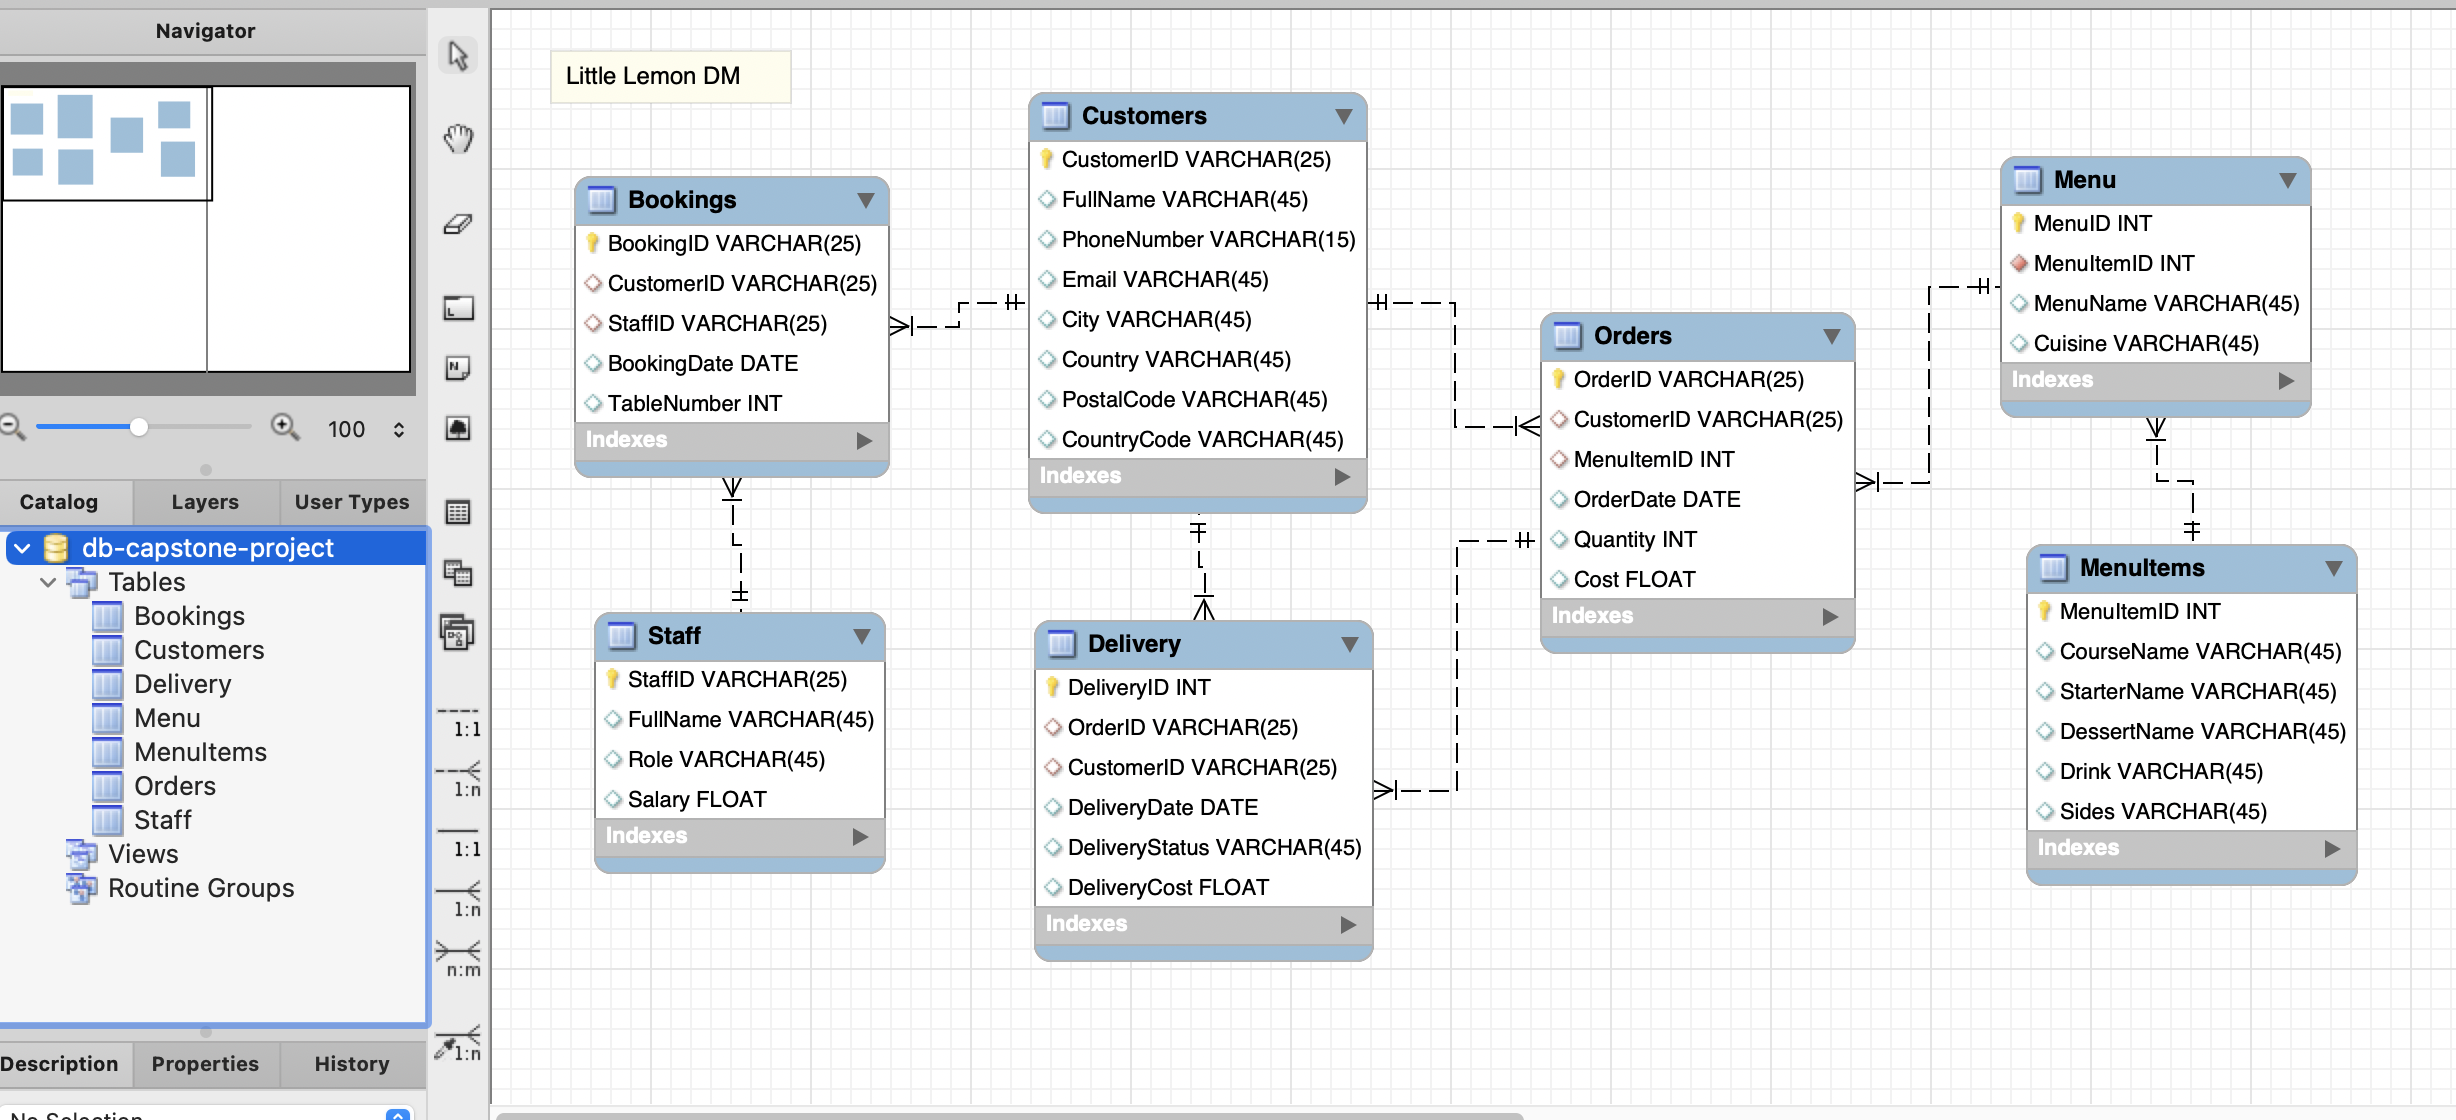 Navigator
100
Catalog
Layers
User Types
db-capstone-project
Tables
Bookings
Customers
Delivery
Menu
MenuItems
Orders
Staff
Views
Routine Groups
Description
Properties
History
No Selection
1:1
1:n
1:1
1:n
n:m
1:n
Little Lemon DM
Bookings
BookingID VARCHAR(25)
CustomerID VARCHAR(25)
StaffID VARCHAR(25)
BookingDate DATE
TableNumber INT
Indexes
Staff
StaffID VARCHAR(25)
FullName VARCHAR(45)
Role VARCHAR(45)
Salary FLOAT
Indexes
Customers
CustomerID VARCHAR(25)
FullName VARCHAR(45)
PhoneNumber VARCHAR(15)
Email VARCHAR(45)
City VARCHAR(45)
Country VARCHAR(45)
PostalCode VARCHAR(45)
CountryCode VARCHAR(45)
Indexes
Delivery
DeliveryID INT
OrderID VARCHAR(25)
CustomerID VARCHAR(25)
DeliveryDate DATE
DeliveryStatus VARCHAR(45)
DeliveryCost FLOAT
Indexes
Orders
OrderID VARCHAR(25)
CustomerID VARCHAR(25)
MenuItemID INT
OrderDate DATE
Quantity INT
Cost FLOAT
Indexes
Menu
MenuID INT
MenuItemID INT
MenuName VARCHAR(45)
Cuisine VARCHAR(45)
Indexes
MenuItems
MenuItemID INT
CourseName VARCHAR(45)
StarterName VARCHAR(45)
DessertName VARCHAR(45)
Drink VARCHAR(45)
Sides VARCHAR(45)
Indexes